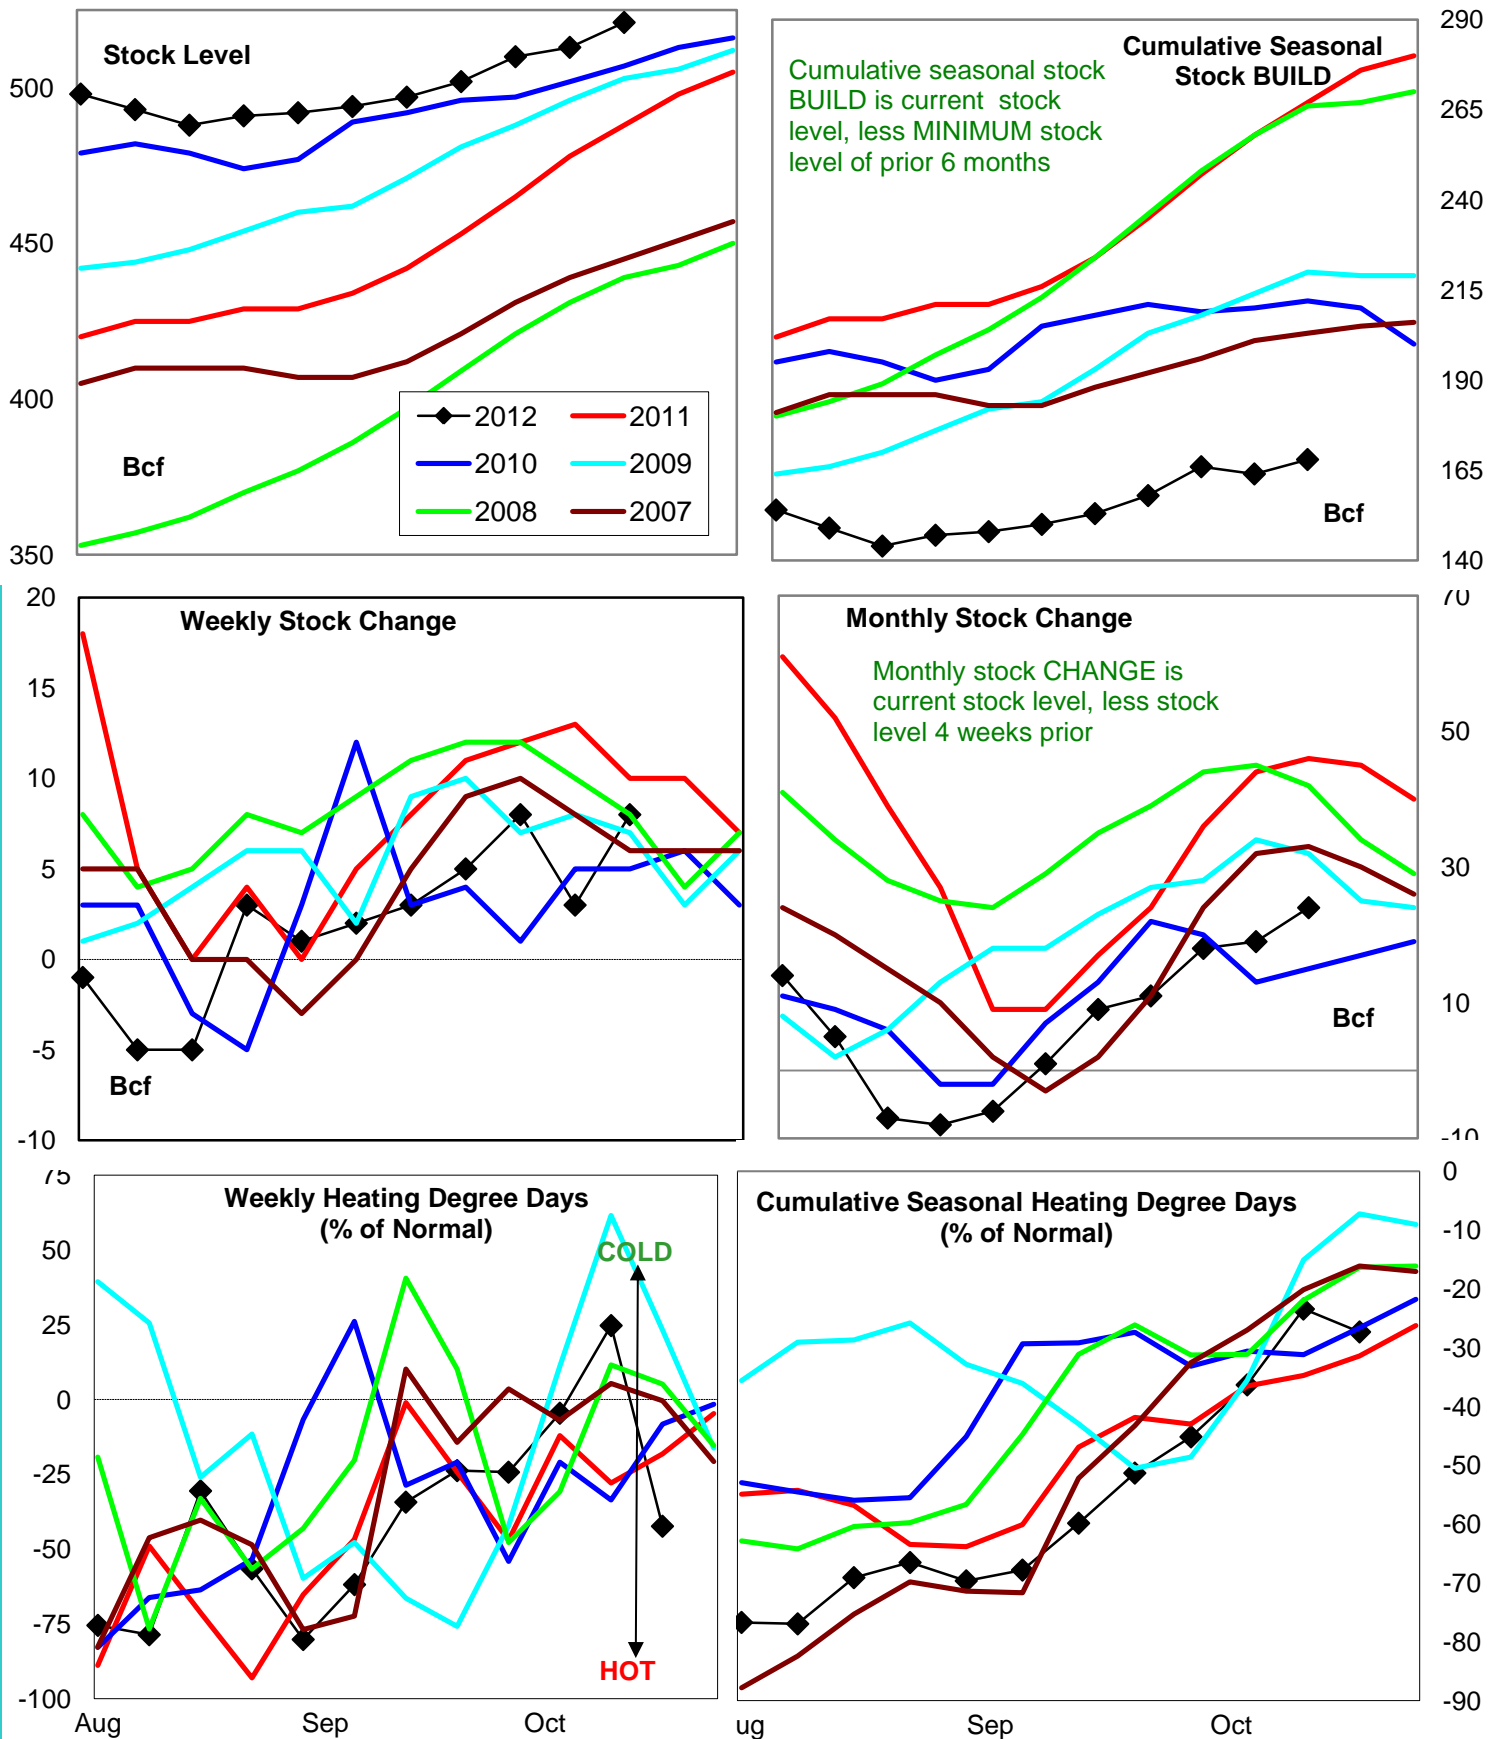 Stock Level
500
450
400
350
Bcf
2012
2011
2010
2009
2008
2007
Cumulative Seasonal
Stock BUILD
Cumulative seasonal stock
BUILD is current stock
level, less MINIMUM stock
level of prior 6 months
290
265
240
215
190
165
140
Bcf
Weekly Stock Change
20
15
10
5
0
-5
-10
Bcf
Monthly Stock Change
Monthly stock CHANGE is
current stock level, less stock
level 4 weeks prior
70
50
30
10
-10
Bcf
Weekly Heating Degree Days
(% of Normal)
75
50
25
0
-25
-50
-75
-100
COLD
HOT
Aug
Sep
Oct
Cumulative Seasonal Heating Degree Days
(% of Normal)
0
-10
-20
-30
-40
-50
-60
-70
-80
-90
ug
Sep
Oct